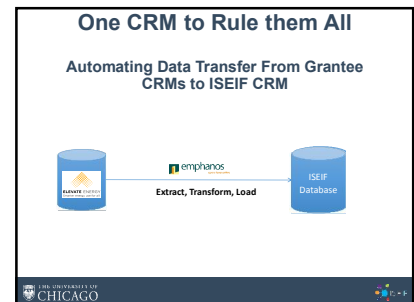 One CRM to Rule them All
Automating Data Transfer From Grantee
CRMs to ISEIF CRM
emphanos
ELEVATE ENERGY
Extract, Transform, Load
ISEIF
Database
THE UNIVERSITY OF
CHICAGO